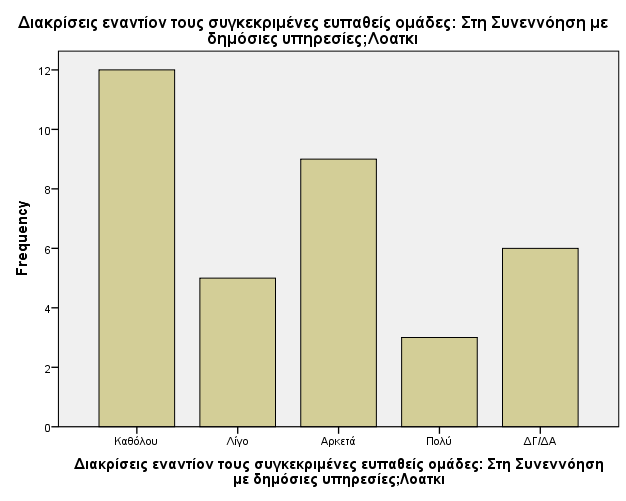 Διακρίσεις εναντίον τους συγκεκριμένες ευπαθείς ομάδες: Στη Συνεννόηση με
δημόσιες υπηρεσίες;Λοατκι
Frequency
12
10
8
6
4
2
0
Καθόλου Λίγο Αρκετά Πολύ ΔΓ/ΔΑ
Διακρίσεις εναντίον τους συγκεκριμένες ευπαθείς ομάδες: Στη Συνεννόηση
με δημόσιες υπηρεσίες;Λοατκι